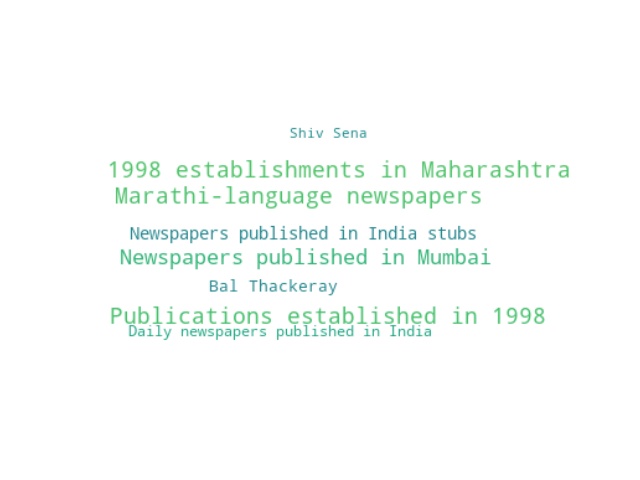 Shiv Sena
1998 establishments in Maharashtra
Marathi-language newspapers
Newspapers published in India stubs
Newspapers published in Mumbai
Bal Thackeray
Publications established in 1998
Daily newspapers published in India